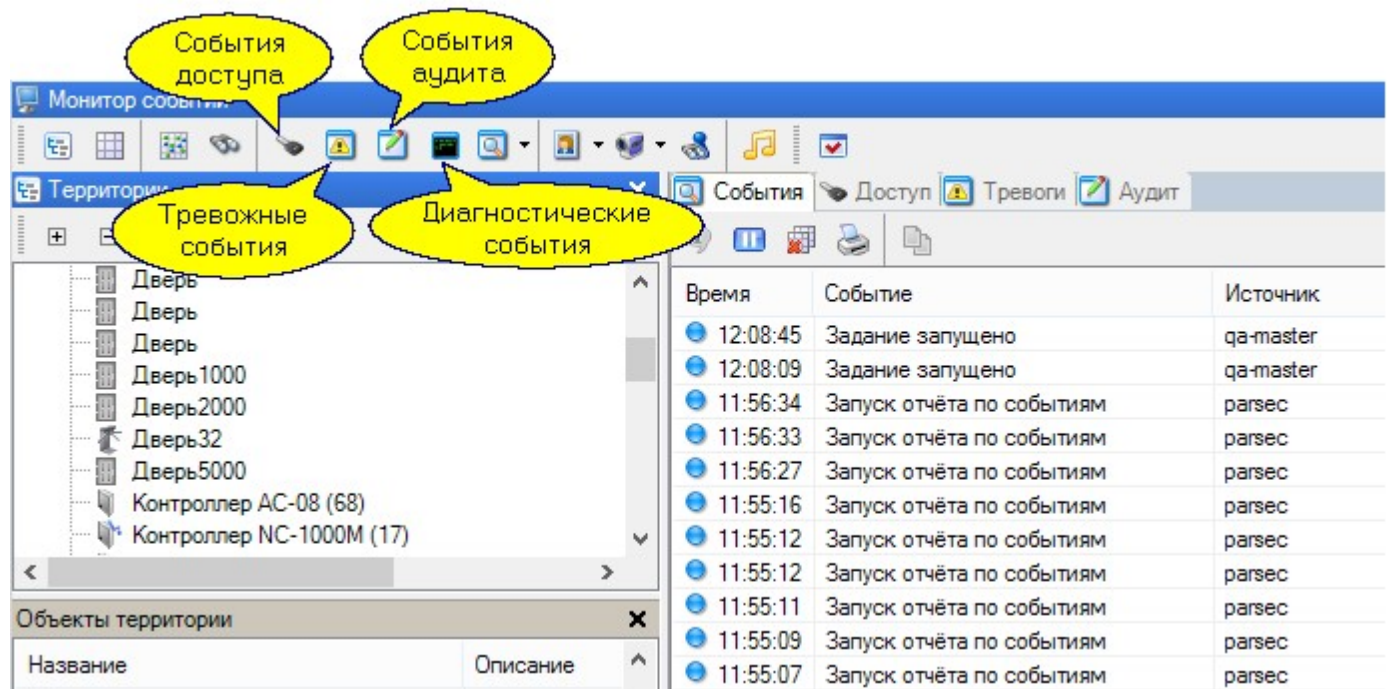 События
доступа
События
аудита
Монитор событий
Территории
События Доступ Тревоги Аудит
Тревожные
события
Диагностические
события
Дверь
Дверь
Дверь
Дверь1000
Дверь2000
Дверь32
Дверь5000
Контроллер AC-08 (68)
Контроллер NC-1000M (17)
Объекты территории
Название Описание
Время Событие Источник
12:08:45 Задание запущено qa-master
12:08:09 Задание запущено qa-master
11:56:34 Запуск отчёта по событиям parsec
11:56:33 Запуск отчёта по событиям parsec
11:56:27 Запуск отчёта по событиям parsec
11:55:16 Запуск отчёта по событиям parsec
11:55:12 Запуск отчёта по событиям parsec
11:55:12 Запуск отчёта по событиям parsec
11:55:11 Запуск отчёта по событиям parsec
11:55:09 Запуск отчёта по событиям parsec
11:55:07 Запуск отчёта по событиям parsec